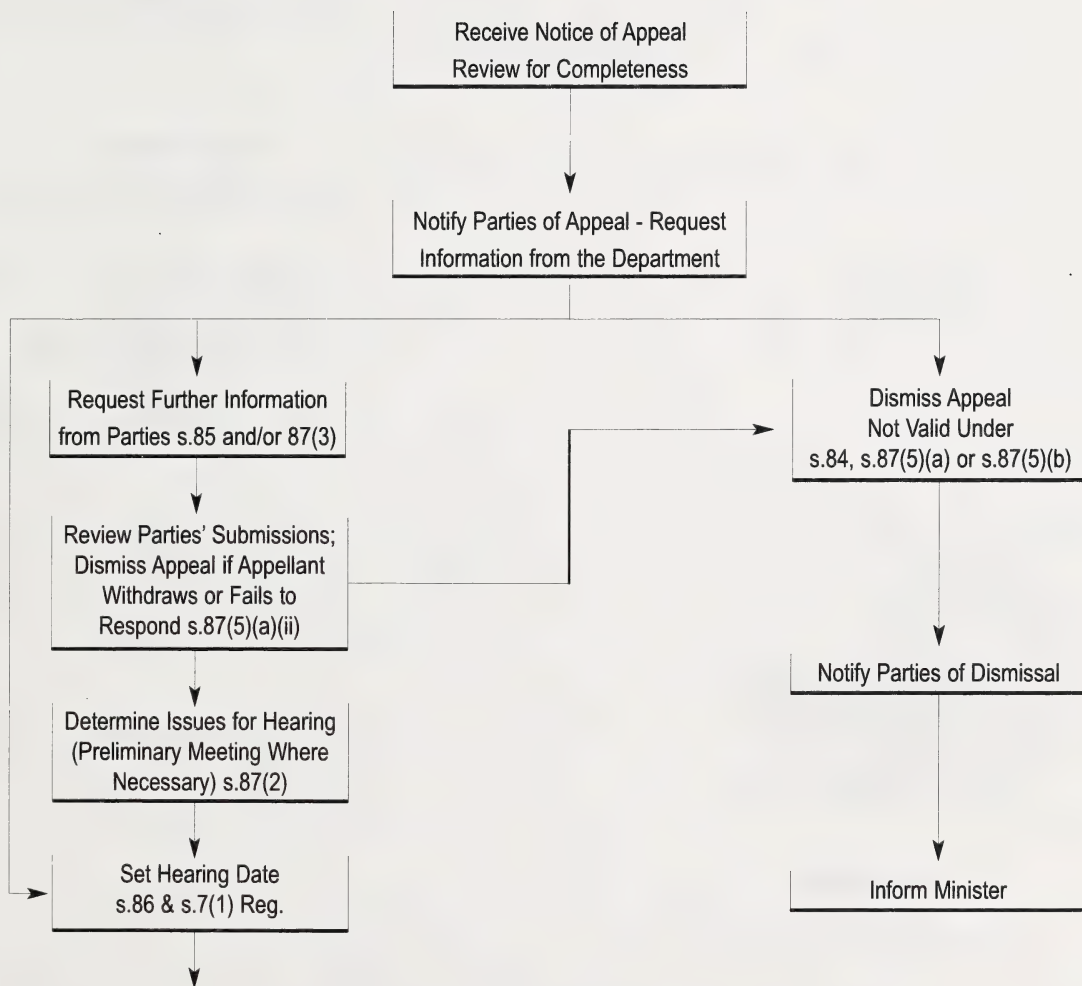 Receive Notice of Appeal
Review for Completeness
Notify Parties of Appeal - Request
Information from the Department
Request Further Information
from Parties s.85 and/or 87(3)
Review Parties' Submissions;
Dismiss Appeal if Appellant
Withdraws or Fails to
Respond s.87(5)(a)(ii)
Determine Issues for Hearing
(Preliminary Meeting Where
Necessary) s.87(2)
Set Hearing Date
s.86 & s.7(1) Reg.
Dismiss Appeal
Not Valid Under
s.84, s.87(5)(a) or s.87(5)(b)
Notify Parties of Dismissal
Inform Minister